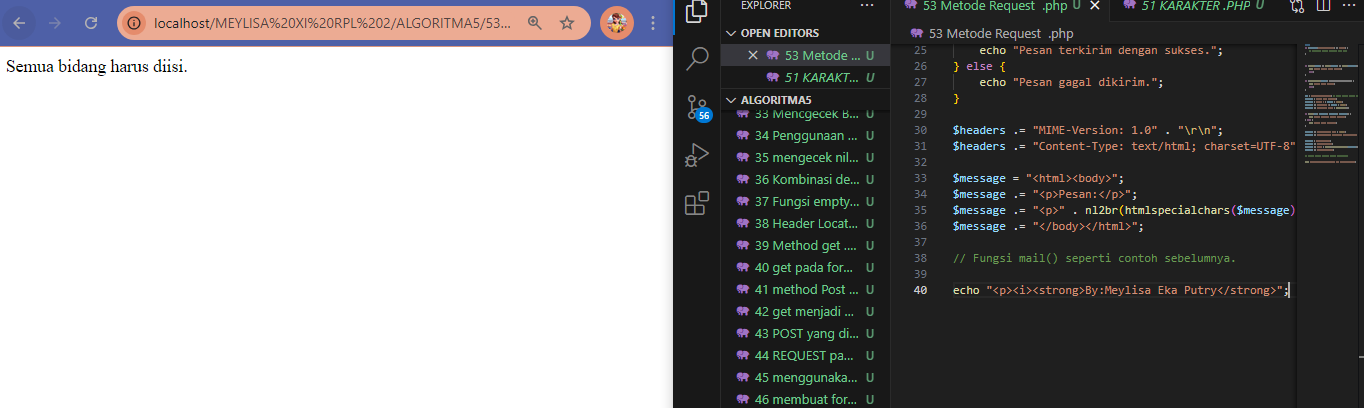 localhost/MEYLISA%20XI%20RPL%202/ALGORITMA5/53...
Semua bidang harus diisi.
EXPLORER
OPEN EDITORS
53 Metode ... U
51 KARAKT... U
ALGORITMA5
33 Mencgecek B... U
34 Penggunaan ... U
35 mengecek nil... U
36 Kombinasi de... U
37 Fungsi empty... U
38 Header Locat... U
39 Method get .... U
40 get pada for... U
41 method Post ... U
42 get menjadi ... U
43 POST yang di... U
44 REQUEST pa... U
45 menggunaka... U
46 membuat for... U
56
53 Metode Request .php U
51 KARAKTER .PHP U
53 Metode Request .php
25 echo "Pesan terkirim dengan sukses.";
26 } else {
27 echo "Pesan gagal dikirim.";
28 }
29
30 $headers .= "MIME-Version: 1.0" . "\r\n";
31 $headers .= "Content-Type: text/html; charset=UTF-8"
32
33 $message = "<html><body>";
34 $message .= "<p>Pesan:</p>";
35 $message .= "<p>" . nl2br(htmlspecialchars($message)
36 $message .= "</body></html>";
37
38 // Fungsi mail() seperti contoh sebelumnya.
39
40 echo "<p><i><strong>By:Meylisa Eka Putry</strong>";